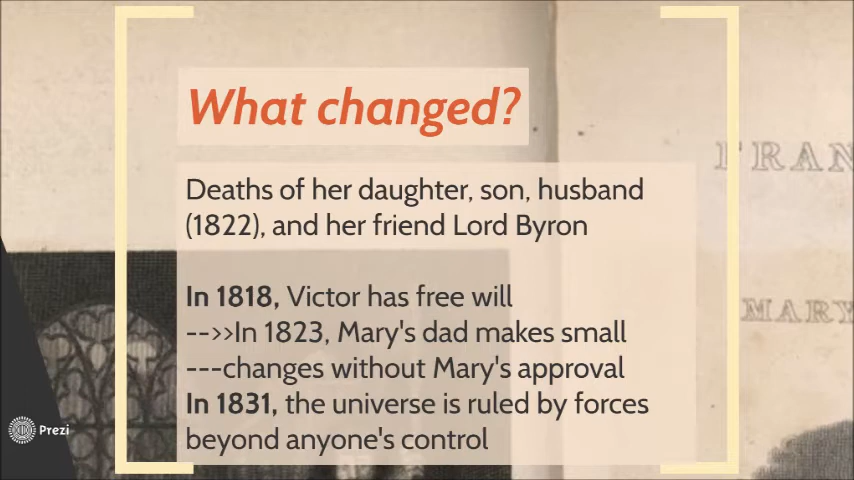 What changed?
Deaths of her daughter, son, husband
(1822), and her friend Lord Byron
In 1818, Victor has free will
-->>In 1823, Mary's dad makes small
---changes without Mary's approval
In 1831, the universe is ruled by forces
beyond anyone's control
FRAN
MARY
Prezi